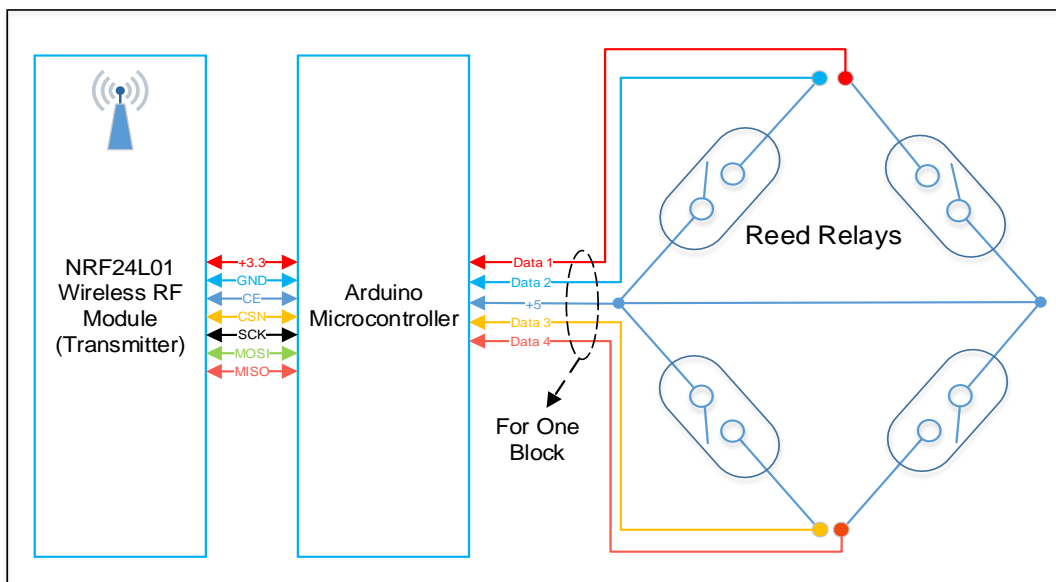 NRF24L01
Wireless RF
Module
(Transmitter)
+3.3
GND
CE
CSN
SCK
MOSI
MISO
Arduino
Microcontroller
Data 1
Data 2
+5
Data 3
Data 4
For One
Block
Reed Relays